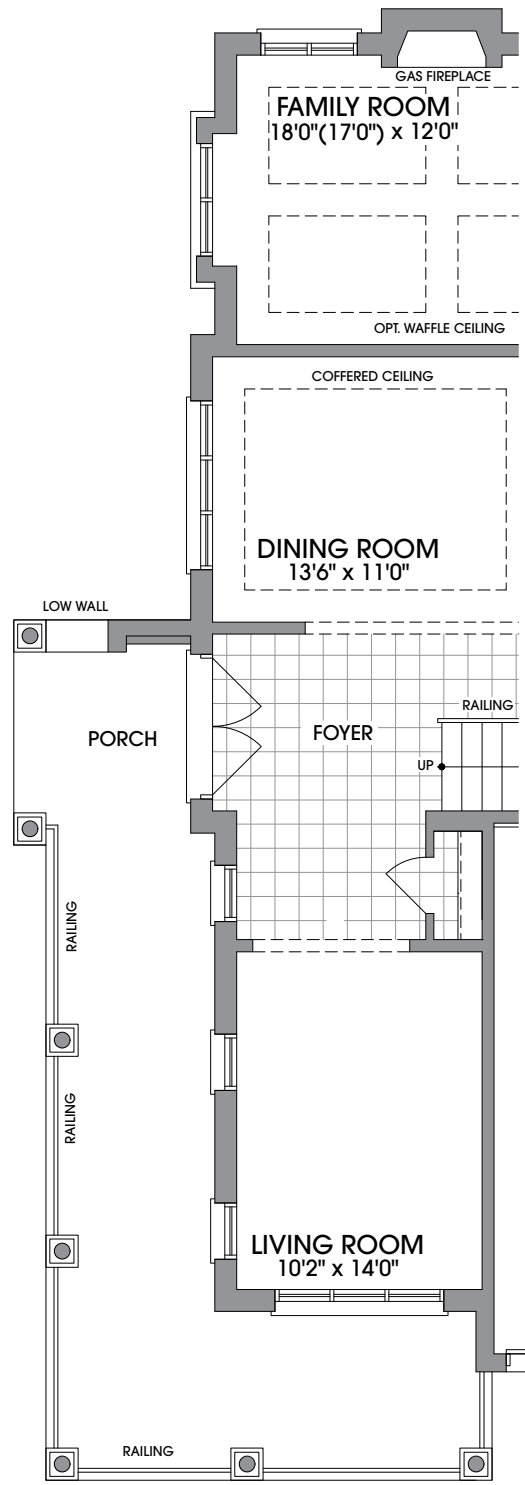 GAS FIREPLACE
FAMILY ROOM
18'0"(17'0") x 12'0"
OPT. WAFFLE CEILING
COFFERED CEILING
DINING ROOM
13'6" x 11'0"
LOW WALL
RAILING
PORCH
FOYER
UP
RAILING
RAILING
LIVING ROOM
10'2" x 14'0"
RAILING